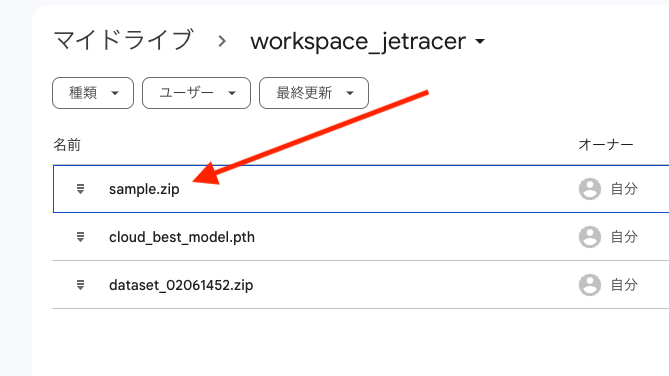 マイドライブ > workspace_jetracer
種類 ユーザー 最終更新
名前 オーナー
sample.zip 自分
cloud_best_model.pth 自分
dataset_02061452.zip 自分